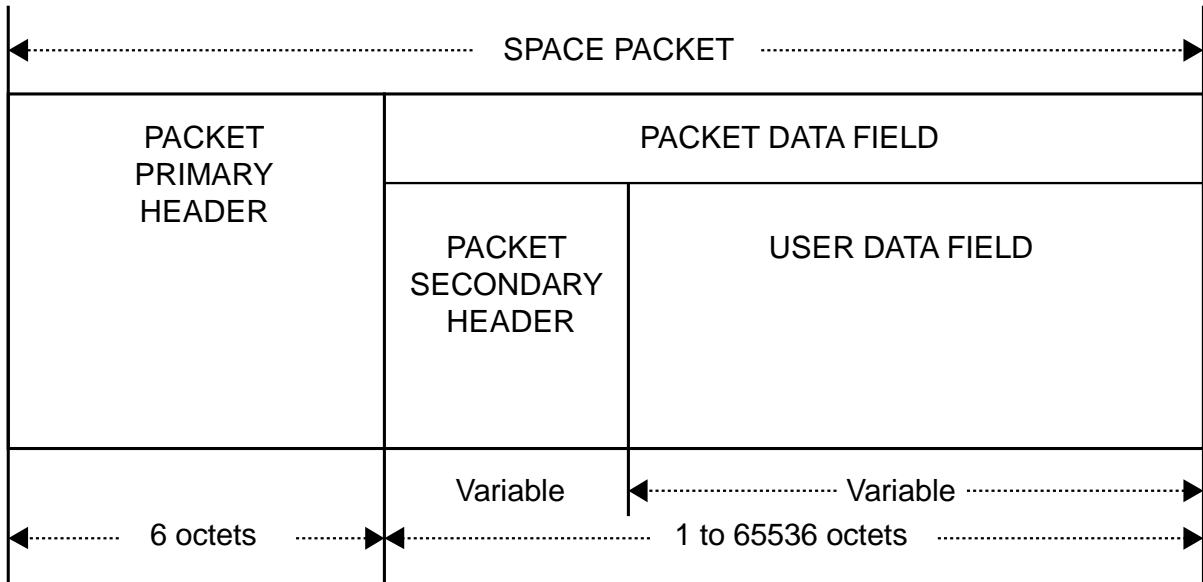 SPACE PACKET
PACKET
PRIMARY
HEADER
PACKET DATA FIELD
PACKET
SECONDARY
HEADER
USER DATA FIELD
Variable
Variable
6 octets
1 to 65536 octets